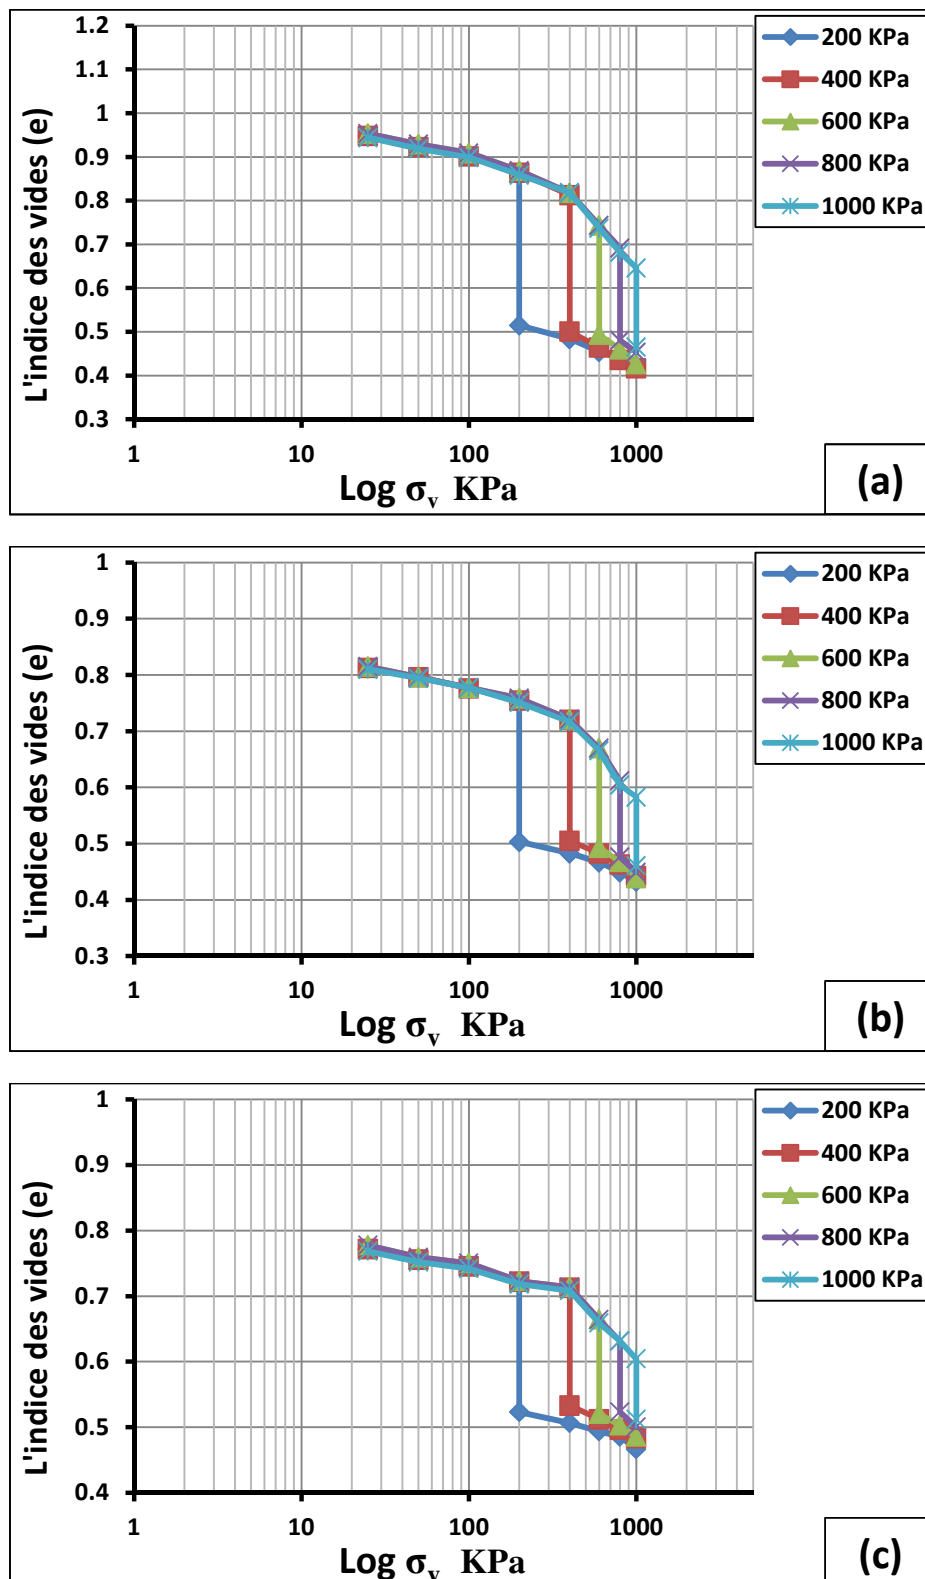 1.2
1.1
1
0.9
0.8
0.7
0.6
0.5
0.4
0.3
L'indice des vides (e)
1
10
100
1000
Log σv KPa
200 KPa
400 KPa
600 KPa
800 KPa
1000 KPa
(a)
1
0.9
0.8
0.7
0.6
0.5
0.4
0.3
L'indice des vides (e)
1
10
100
1000
Log σv KPa
200 KPa
400 KPa
600 KPa
800 KPa
1000 KPa
(b)
1
0.9
0.8
0.7
0.6
0.5
0.4
L'indice des vides (e)
1
10
100
1000
Log σv KPa
200 KPa
400 KPa
600 KPa
800 KPa
1000 KPa
(c)